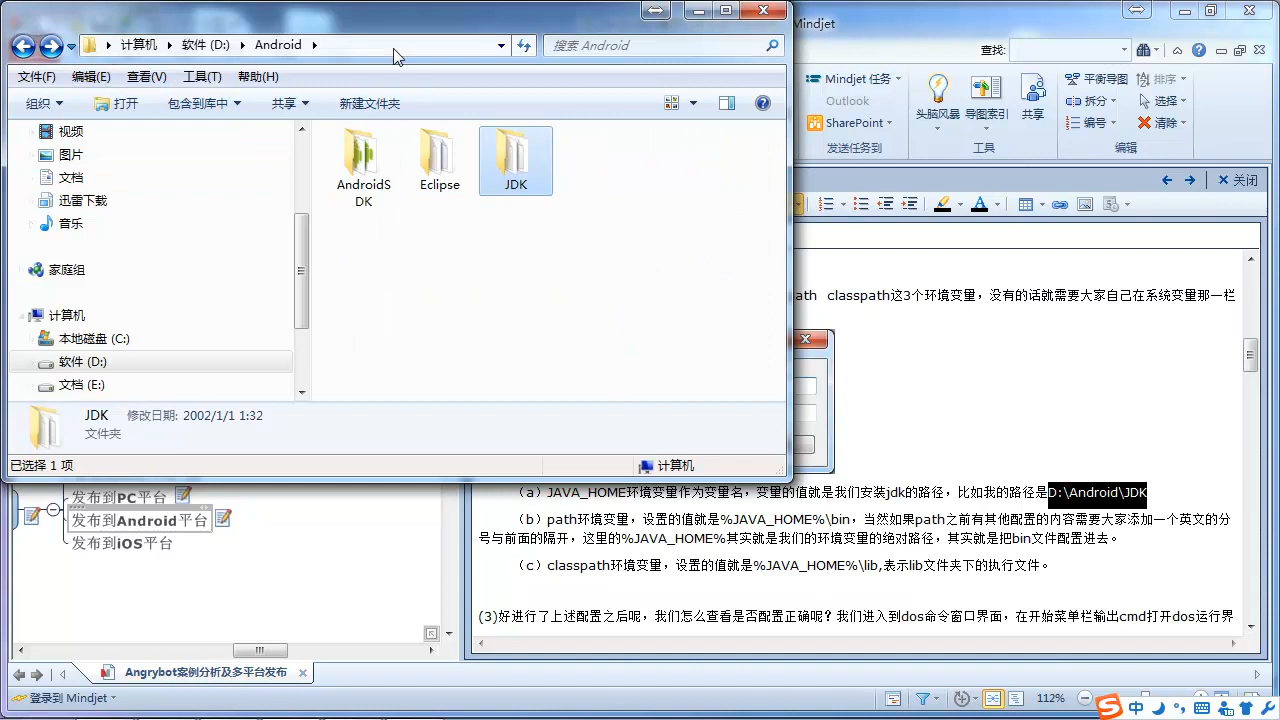 Mindjet
计算机 软件 (D:) Android
搜索 Android
查找:
文件(F) 编辑(E) 查看(V) 工具(T) 帮助(H)
组织 打开 包含到库中 共享 新建文件夹
Mindjet 任务
Outlook
SharePoint
发送任务到
头脑风暴 导图索引 共享
工具
平衡导图 排序
拆分 选择
编号 清除
编辑
视频
图片
文档
迅雷下载
音乐
家庭组
计算机
本地磁盘 (C:)
软件 (D:)
文档 (E:)
AndroidS
DK
Eclipse
JDK
关闭
JDK 修改日期: 2002/1/1 1:32
文件夹
已选择 1 项
计算机
ath classpath这3个环境变量，没有的话就需要大家自己在系统变量那一栏
（a）JAVA_HOME环境变量作为变量名，变量的值就是我们安装jdk的路径，比如我的路径是D:\Android\JDK
（b）path环境变量，设置的值就是%JAVA_HOME%\bin，当然如果path之前有其他配置的内容需要大家添加一个英文的分
号与前面的隔开，这里的%JAVA_HOME%其实就是我们的环境变量的绝对路径，其实就是把bin文件配置进去。
（c）classpath环境变量，设置的值就是%JAVA_HOME%\lib,表示lib文件夹下的执行文件。
(3)好进行了上述配置之后呢，我们怎么查看是否配置正确呢？我们进入到dos命令窗口界面，在开始菜单栏输出cmd打开dos运行界
发布到PC平台
发布到Android平台
发布到iOS平台
Angrybot案例分析及多平台发布
登录到 Mindjet
112%
中